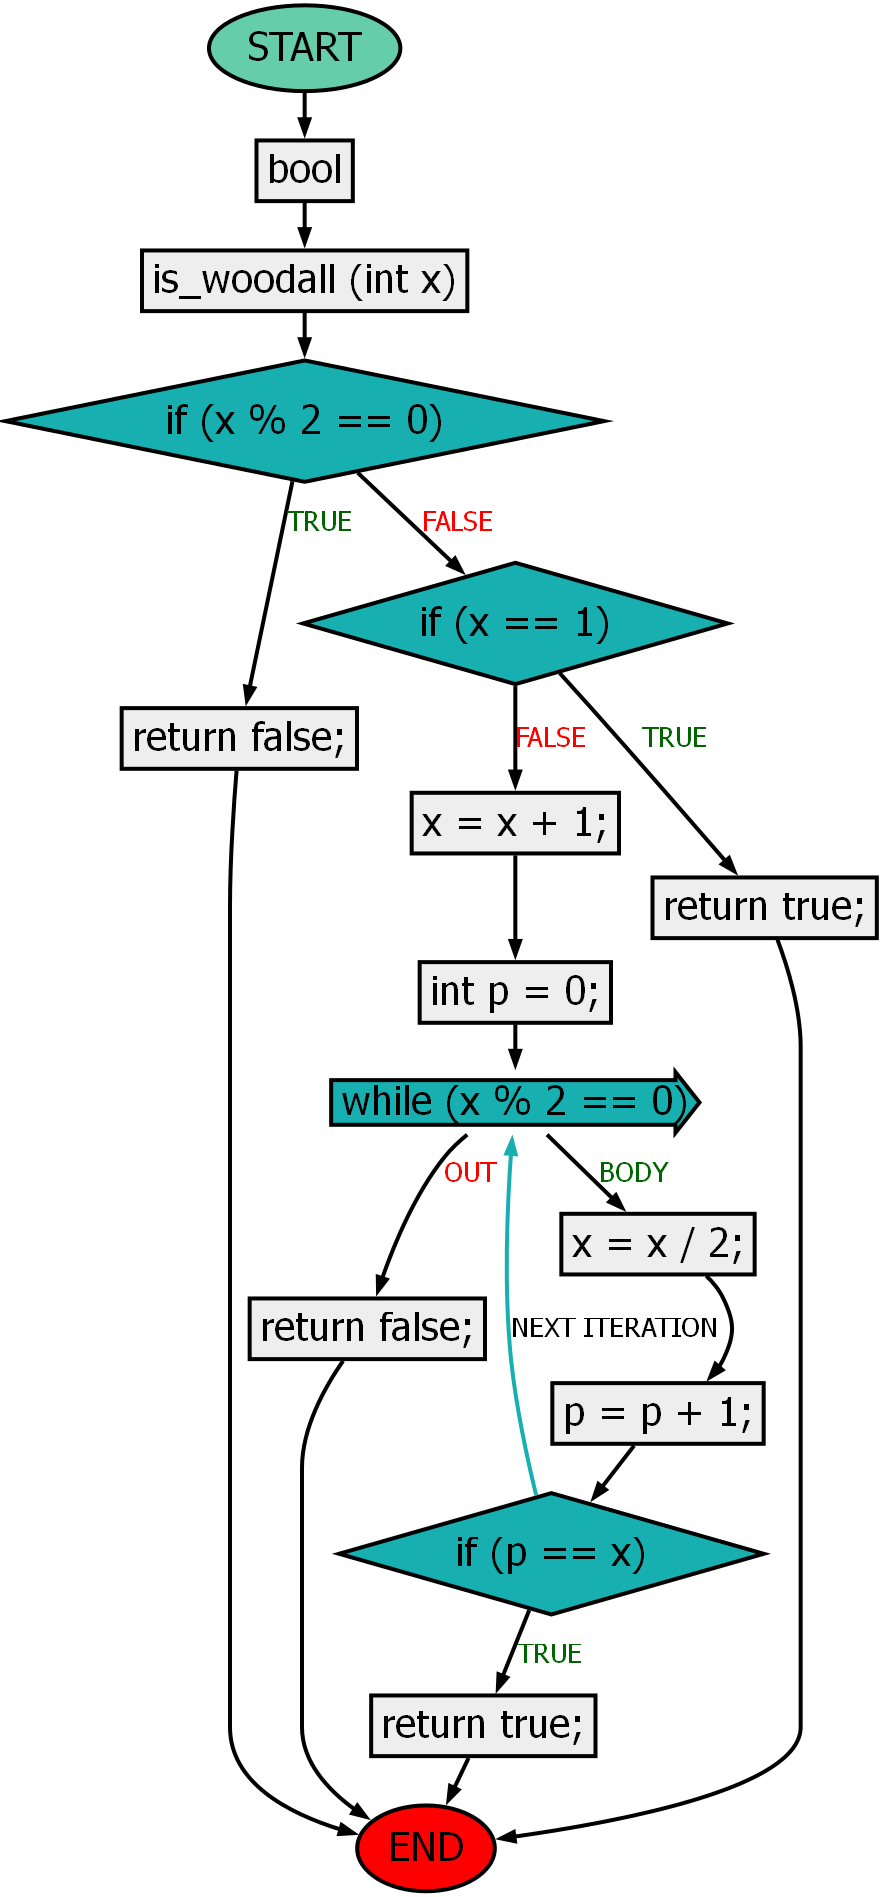 START
bool
is_woodall (int x)
if (x % 2 == 0)
TRUE
FALSE
if (x == 1)
return false;
FALSE
TRUE
x = x + 1;
return true;
int p = 0;
while (x % 2 == 0)
OUT
BODY
x = x / 2;
return false;
NEXT ITERATION
p = p + 1;
if (p == x)
TRUE
return true;
END